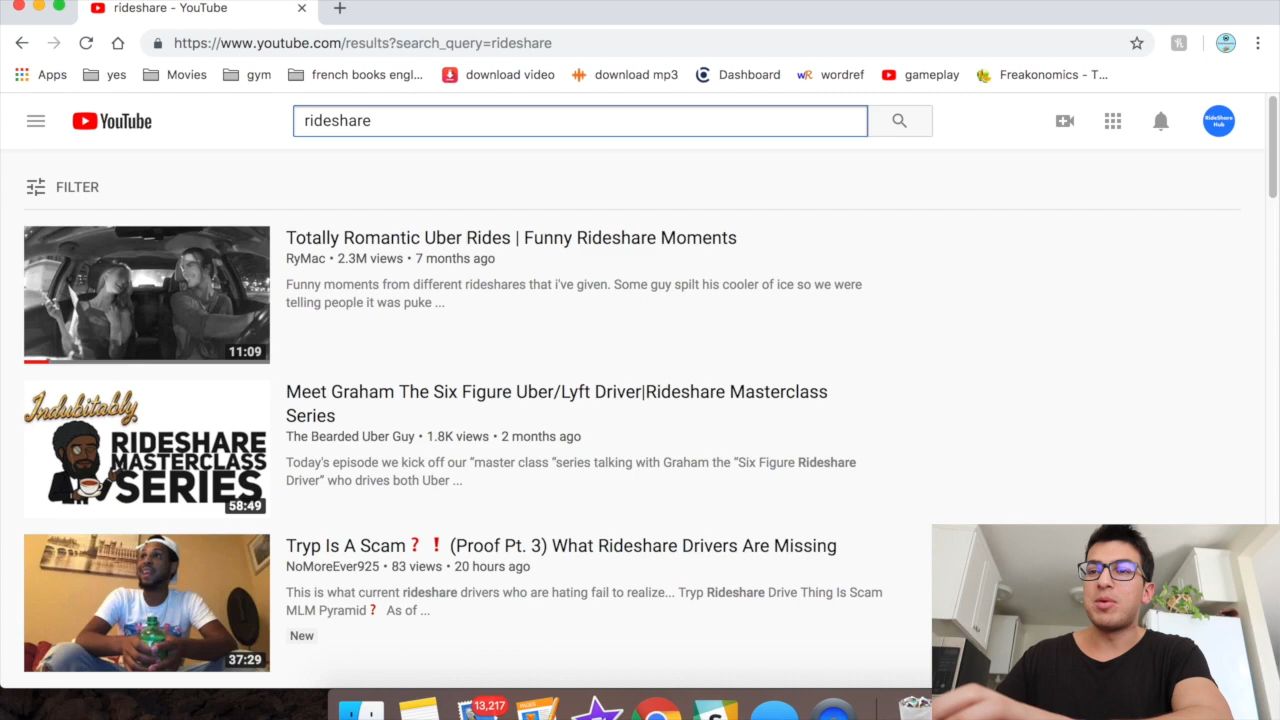 rideshare - YouTube
https://www.youtube.com/results?search_query=rideshare
Apps
yes
Movies
gym
french books engl...
download video
download mp3
Dashboard
wR
wordref
gameplay
Freakonomics - T...
YouTube
rideshare
RideShare
Hub
FILTER
Totally Romantic Uber Rides | Funny Rideshare Moments
RyMac • 2.3M views • 7 months ago
Funny moments from different rideshares that i've given. Some guy spilt his cooler of ice so we were
telling people it was puke ...
11:09
Meet Graham The Six Figure Uber/Lyft Driver|Rideshare Masterclass
Series
The Bearded Uber Guy • 1.8K views • 2 months ago
Today's episode we kick off our “master class “series talking with Graham the “Six Figure Rideshare
Driver” who drives both Uber ...
Indubitably
RIDESHARE
MASTERCLASS
SERIES
58:49
Tryp Is A Scam❓❗(Proof Pt. 3) What Rideshare Drivers Are Missing
NoMoreEver925 • 83 views • 20 hours ago
This is what current rideshare drivers who are hating fail to realize... Tryp Rideshare Drive Thing Is Scam
MLM Pyramid❓ As of ...
New
37:29
13,217
PAGES